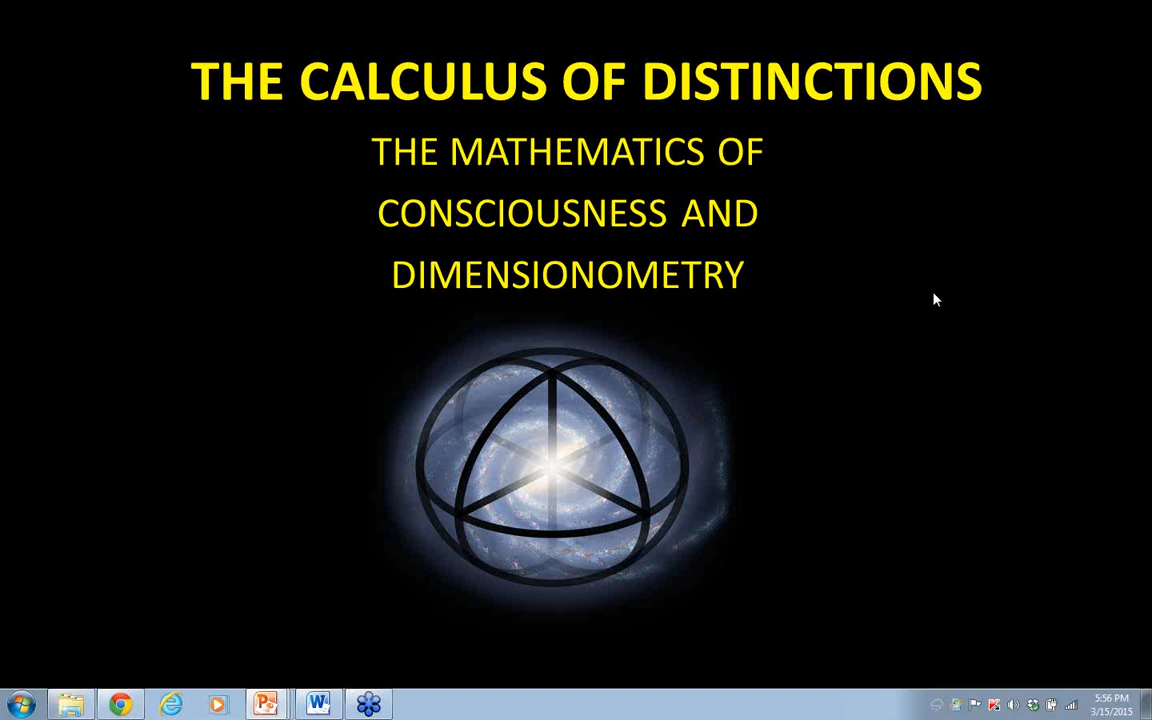 THE CALCULUS OF DISTINCTIONS
THE MATHEMATICS OF
CONSCIOUSNESS AND
DIMENSIONOMETRY
5:56 PM
3/15/2015